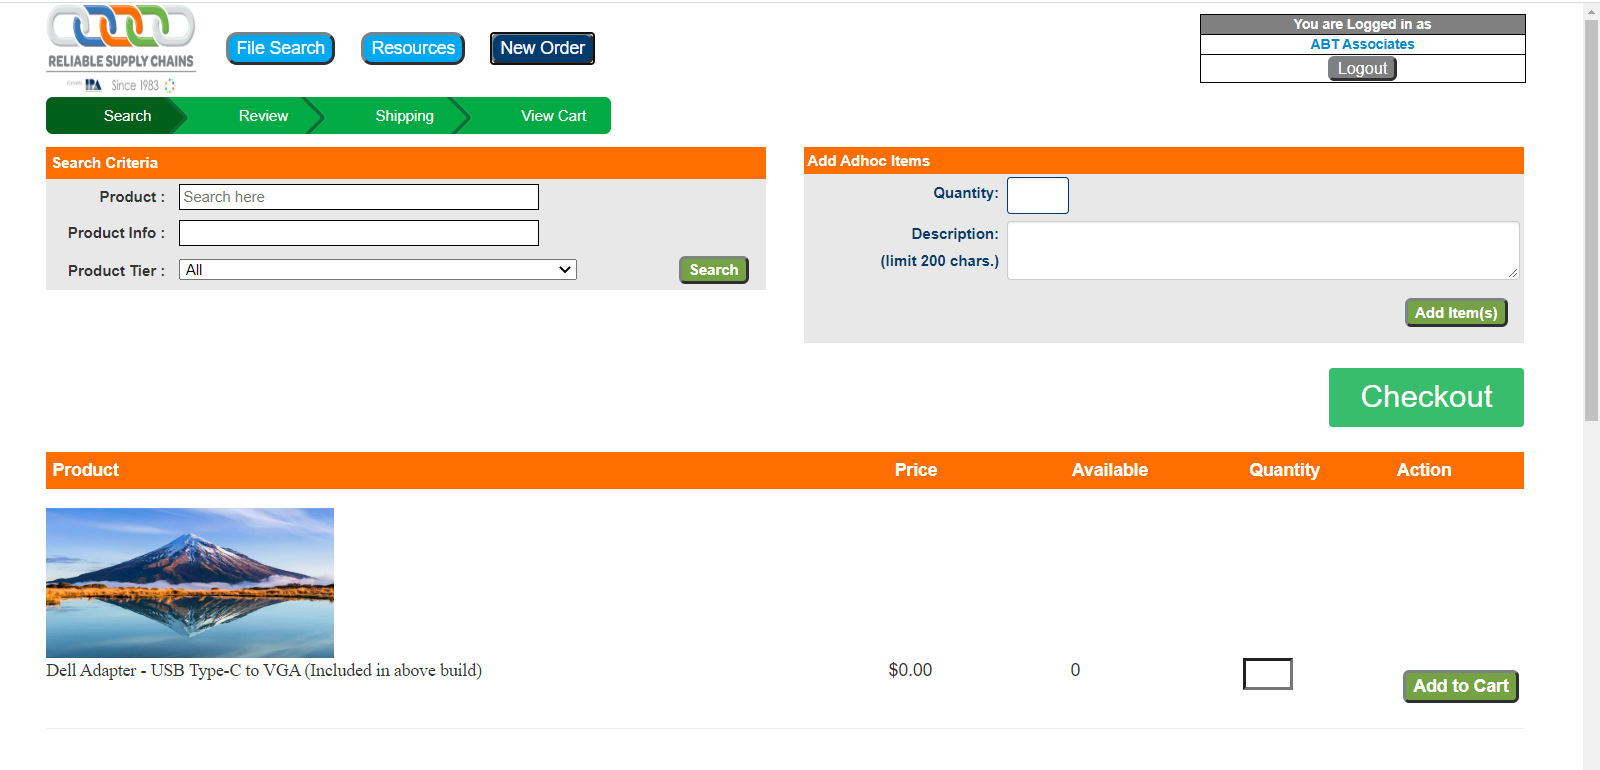 RELIABLE SUPPLY CHAINS
formerly IPA Since 1983
File Search
Resources
New Order
You are Logged in as
ABT Associates
Logout
Search
Review
Shipping
View Cart
Search Criteria
Product :
Search here
Product Info :
Product Tier :
All
Search
Add Adhoc Items
Quantity:
Description:
(limit 200 chars.)
Add Item(s)
Checkout
Product Price Available Quantity Action
Dell Adapter - USB Type-C to VGA (Included in above build) $0.00 0
Add to Cart